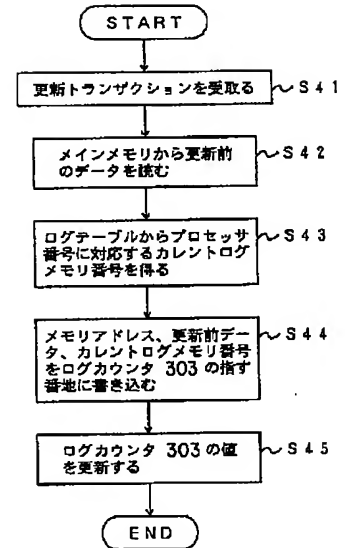 START
更新トランザクションを受取る
S41
メインメモリから更新前
のデータを読む
S42
ログテーブルからプロセッサ
番号に対応するカレントログ
メモリ番号を得る
S43
メモリアドレス、更新前デー
タ、カレントログメモリ番号
をログカウンタ 303 の指す
番地に書き込む
S44
ログカウンタ 303 の値
を更新する
S45
END